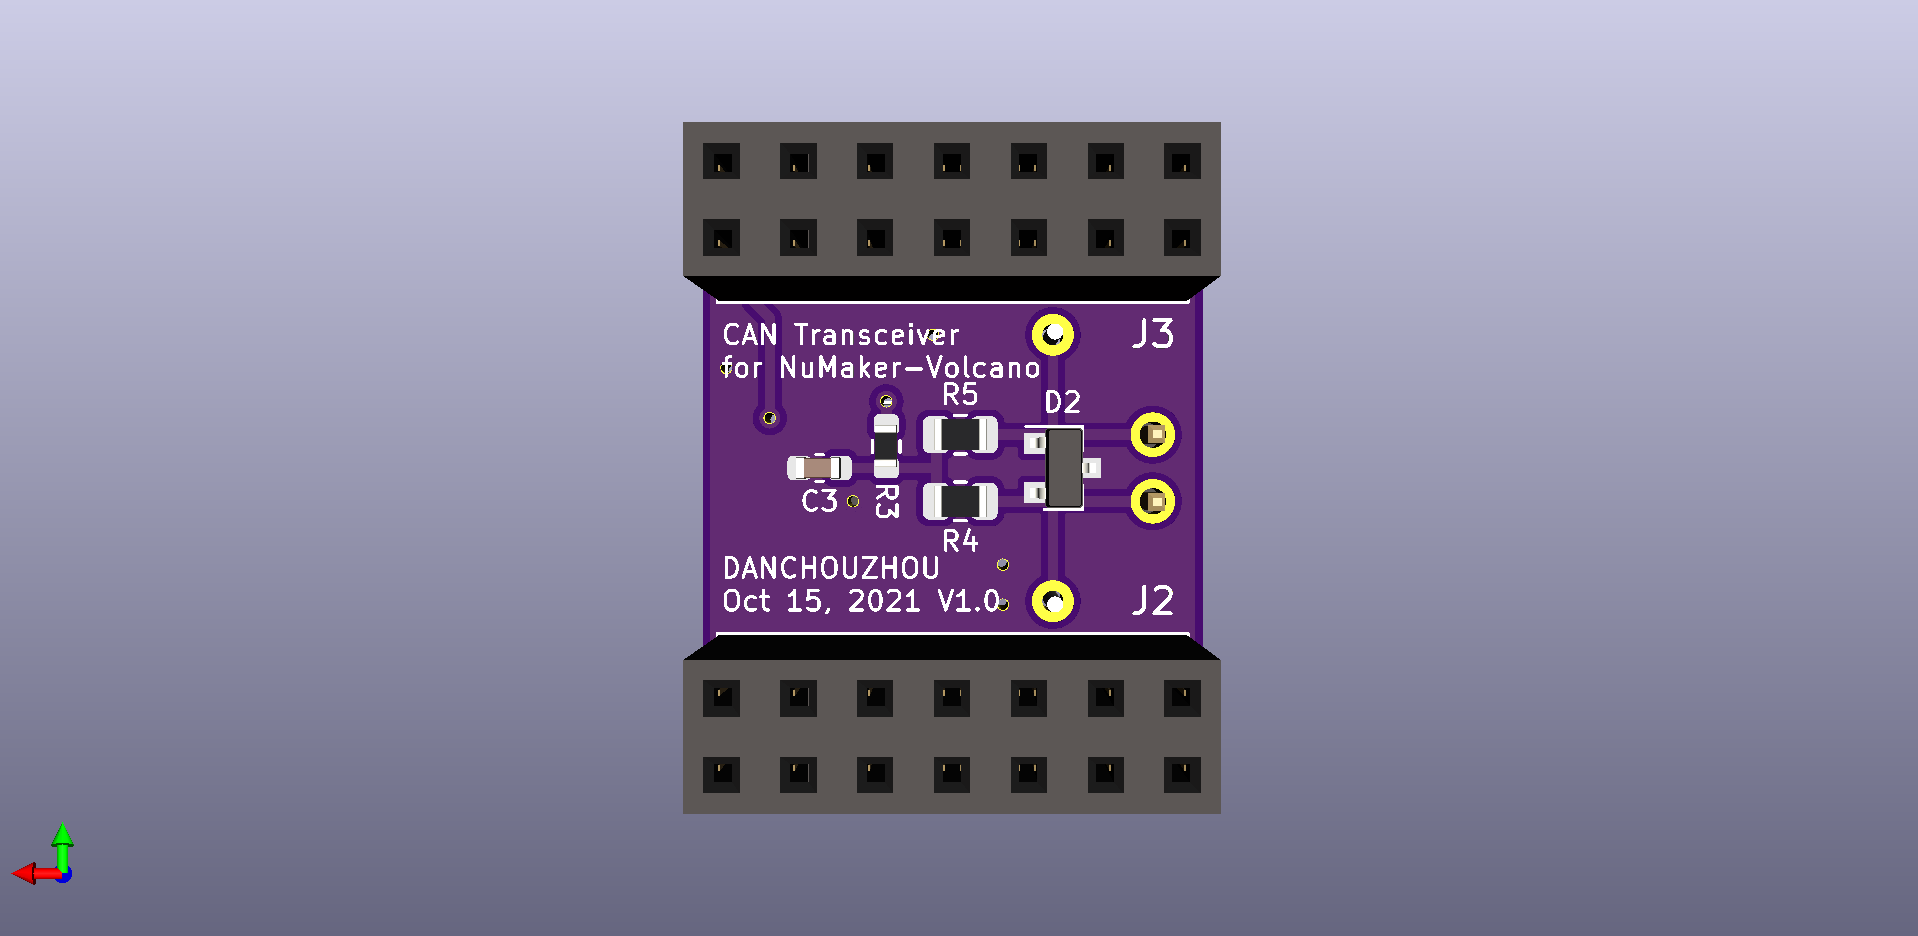 CAN Transceiver
for NuMaker-Volcano
J3
R5
D2
C3
R3
R4
DANCHOUZHOU
Oct 15, 2021 V1.0
J2